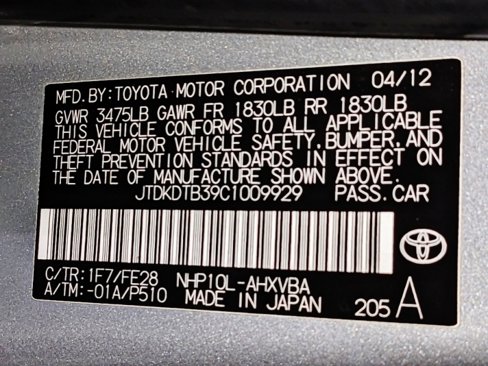 MFD.BY:TOYOTA MOTOR CORPORATION 04/12
GVWR 3475LB GAWR FR 1830LB RR 1830LB
THIS VEHICLE CONFORMS TO ALL APPLICABLE
FEDERAL MOTOR VEHICLE SAFETY,BUMPER,AND
THEFT PREVENTION STANDARDS IN EFFECT ON
THE DATE OF MANUFACTURE SHOWN ABOVE.
JTDKDTB39C1009929 PASS.CAR
C/TR:1F7/FE28 NHP10L-AHXVBA
A/TM:-01A/P510 MADE IN JAPAN 205 A